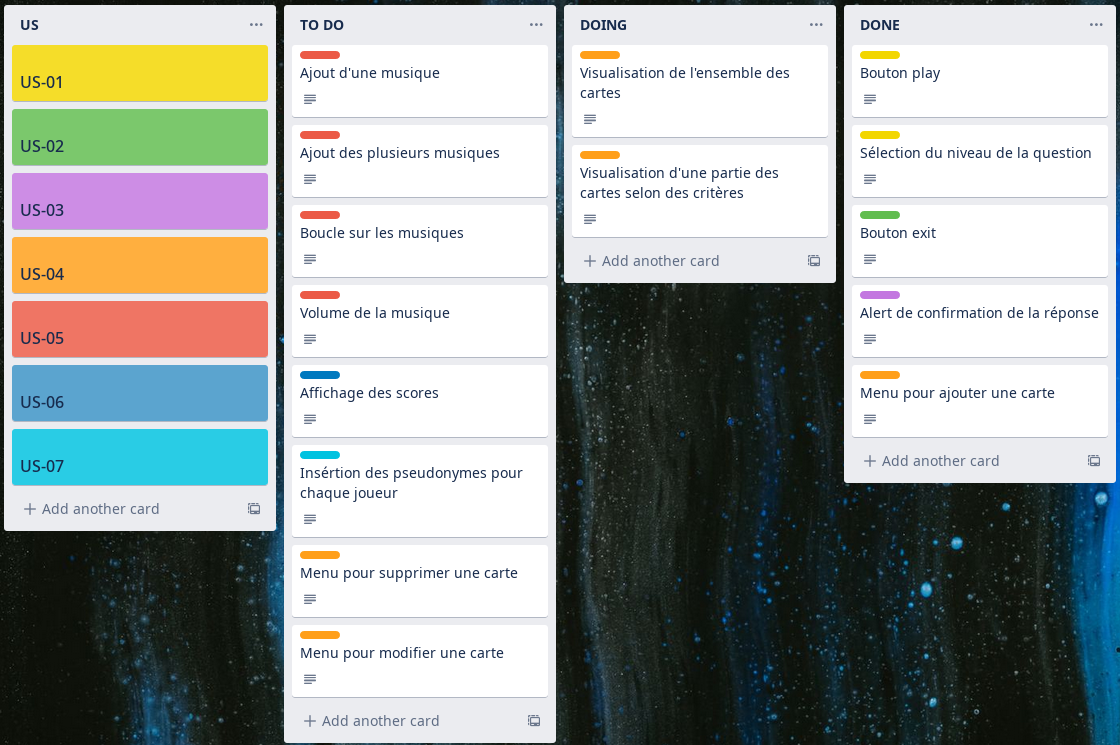 US
US-01
US-02
US-03
US-04
US-05
US-06
US-07
Add another card
TO DO
Ajout d'une musique
Ajout des plusieurs musiques
Boucle sur les musiques
Volume de la musique
Affichage des scores
Insértion des pseudonymes pour
chaque joueur
Menu pour supprimer une carte
Menu pour modifier une carte
Add another card
DOING
Visualisation de l'ensemble des
cartes
Visualisation d'une partie des
cartes selon des critères
Add another card
DONE
Bouton play
Sélection du niveau de la question
Bouton exit
Alert de confirmation de la réponse
Menu pour ajouter une carte
Add another card